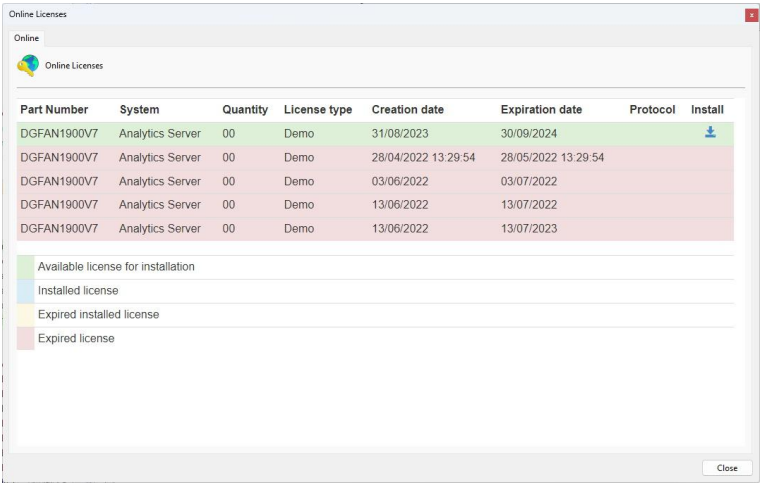 Online Licenses
x
Online
Online Licenses
Part Number System Quantity License type Creation date Expiration date Protocol Install
DGFAN1900V7 Analytics Server 00 Demo 31/08/2023 30/09/2024
DGFAN1900V7 Analytics Server 00 Demo 28/04/2022 13:29:54 28/05/2022 13:29:54
DGFAN1900V7 Analytics Server 00 Demo 03/06/2022 03/07/2022
DGFAN1900V7 Analytics Server 00 Demo 13/06/2022 13/07/2022
DGFAN1900V7 Analytics Server 00 Demo 13/06/2022 13/07/2023
Available license for installation
Installed license
Expired installed license
Expired license
Close